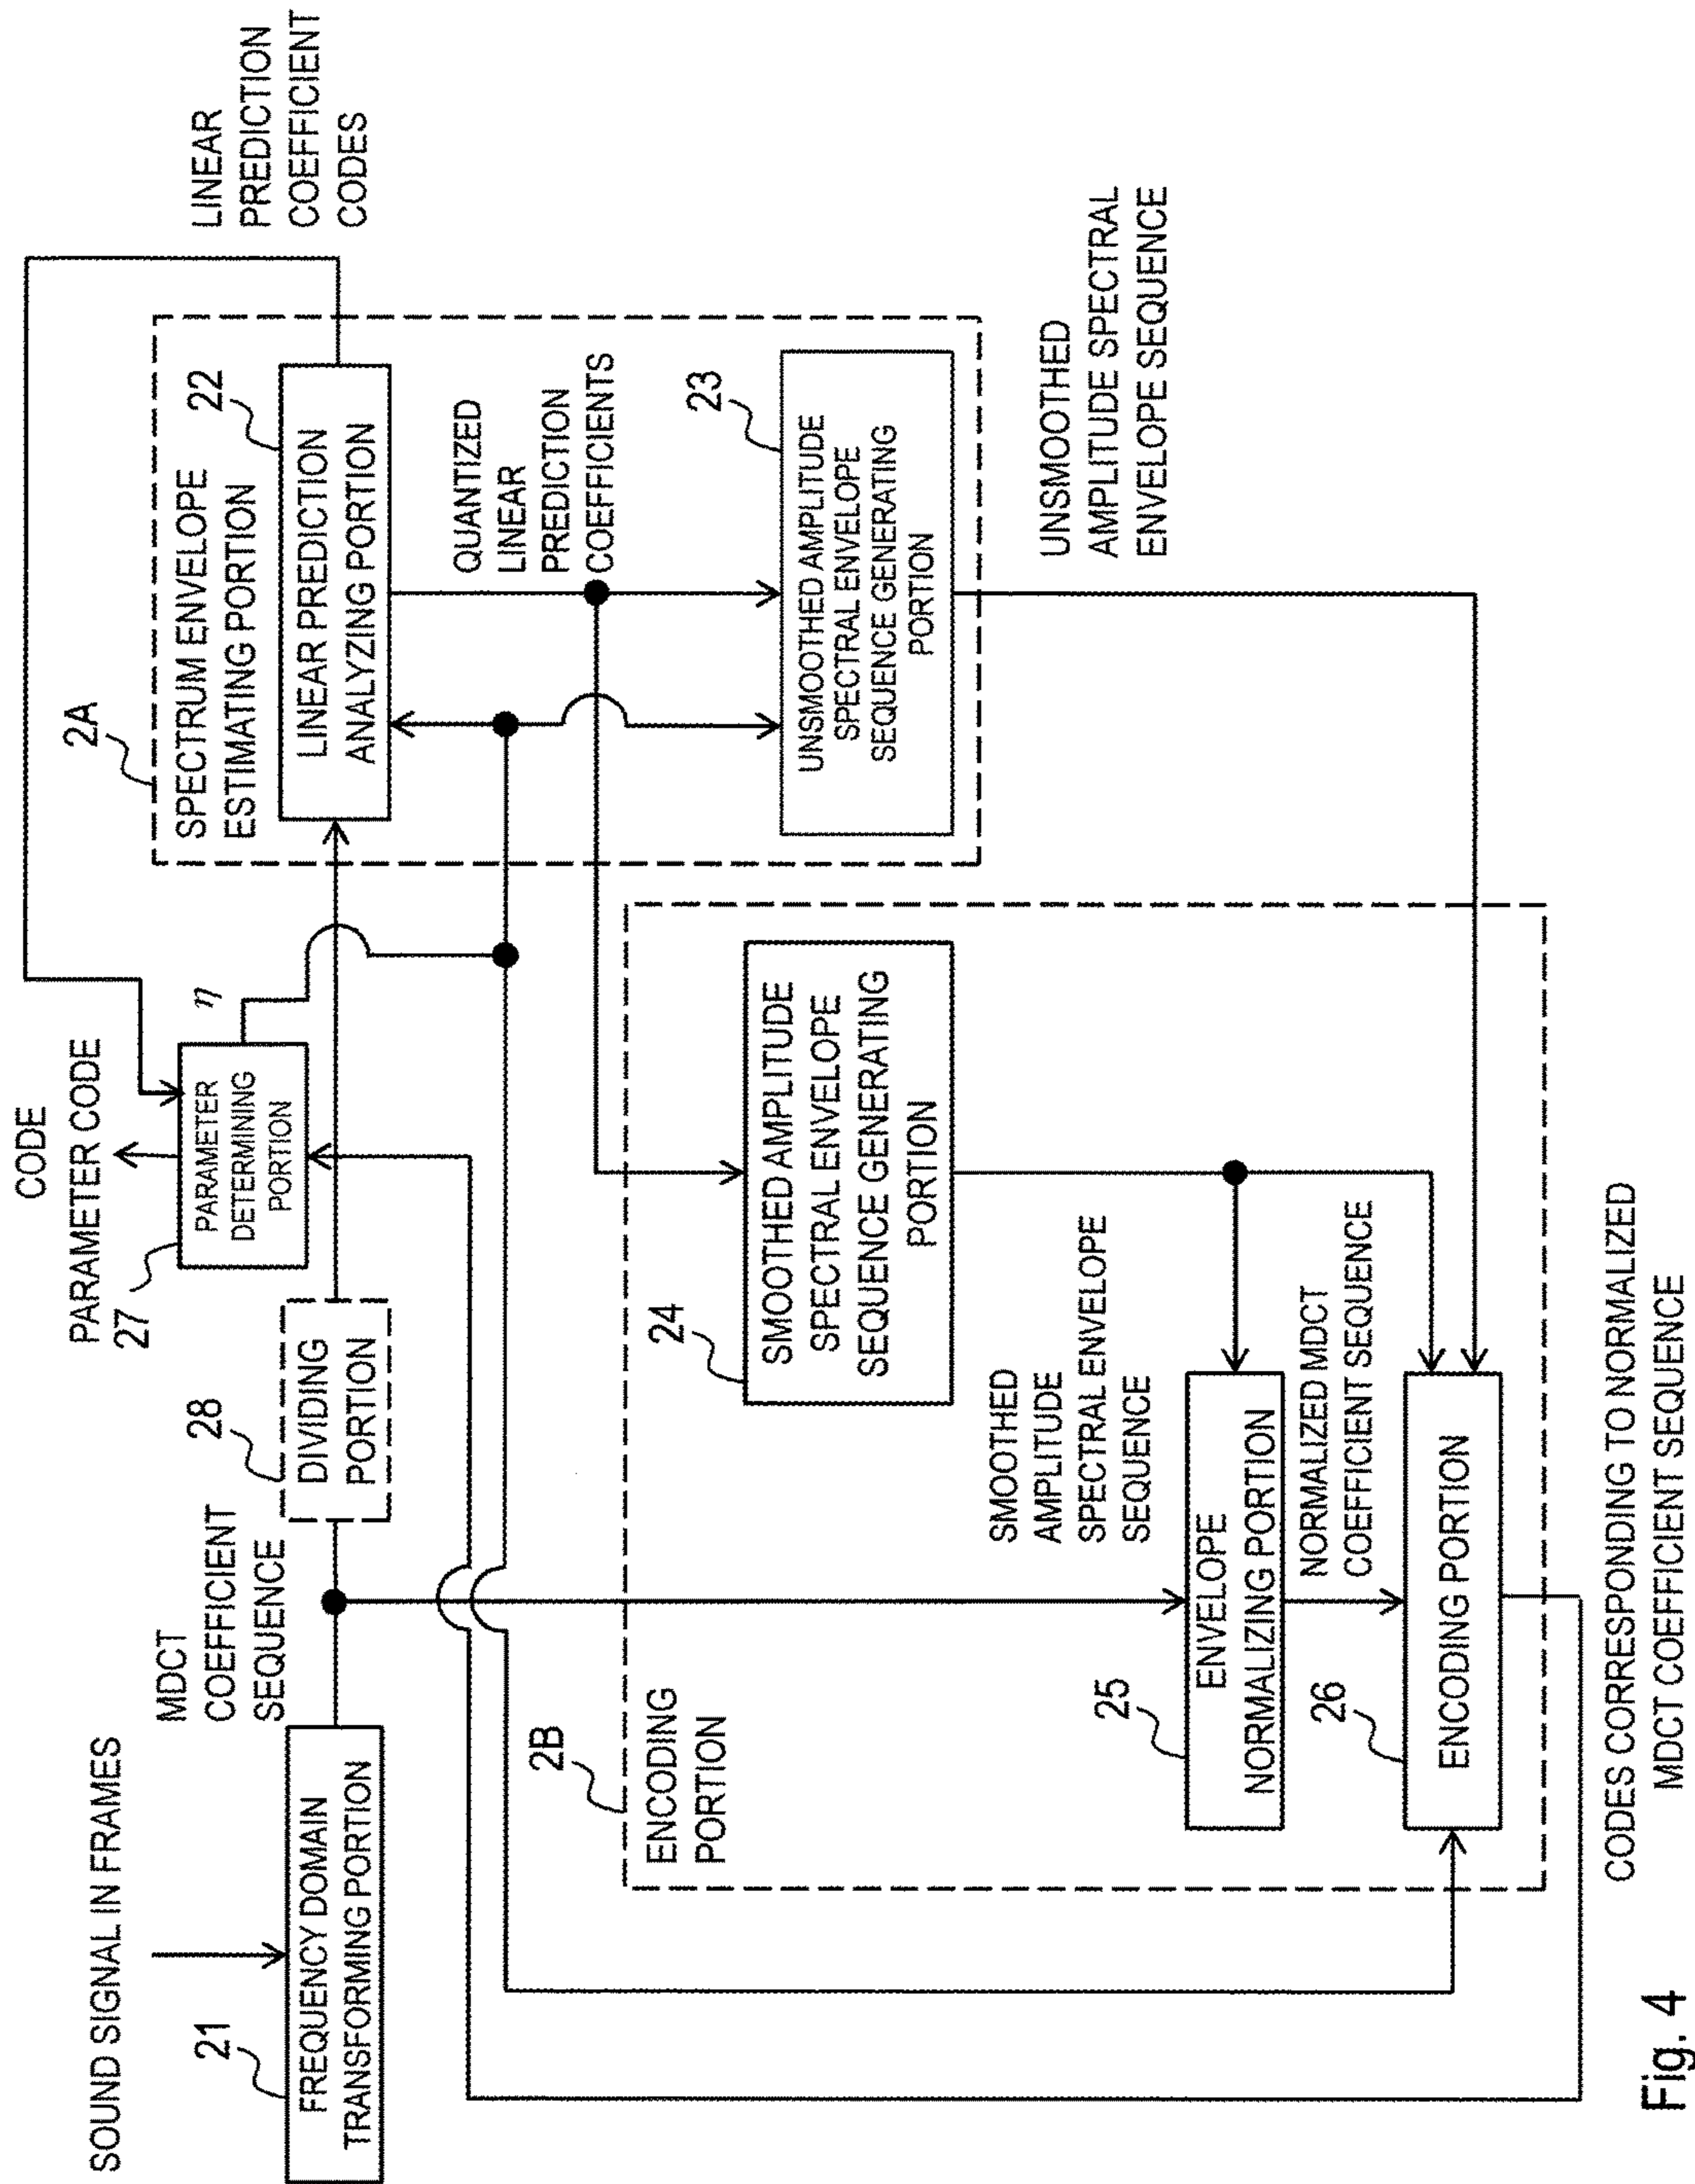 SOUND SIGNAL IN FRAMES
21
FREQUENCY DOMAIN
TRANSFORMING PORTION
MDCT
COEFFICIENT
SEQUENCE
28
DIVIDING
PORTION
CODE
PARAMETER CODE
27
PARAMETER
DETERMINING
PORTION
η
LINEAR
PREDICTION
COEFFICIENT
CODES
2A
SPECTRUM ENVELOPE
ESTIMATING PORTION
22
LINEAR PREDICTION
ANALYZING PORTION
QUANTIZED
LINEAR
PREDICTION
COEFFICIENTS
23
UNSMOOTHED AMPLITUDE
SPECTRAL ENVELOPE
SEQUENCE GENERATING
PORTION
UNSMOOTHED
AMPLITUDE SPECTRAL
ENVELOPE SEQUENCE
2B
ENCODING
PORTION
24
SMOOTHED AMPLITUDE
SPECTRAL ENVELOPE
SEQUENCE GENERATING
PORTION
SMOOTHED
AMPLITUDE
SPECTRAL ENVELOPE
SEQUENCE
25
ENVELOPE
NORMALIZING PORTION
NORMALIZED MDCT
COEFFICIENT SEQUENCE
26
ENCODING PORTION
CODES CORRESPONDING TO NORMALIZED
MDCT COEFFICIENT SEQUENCE
Fig. 4